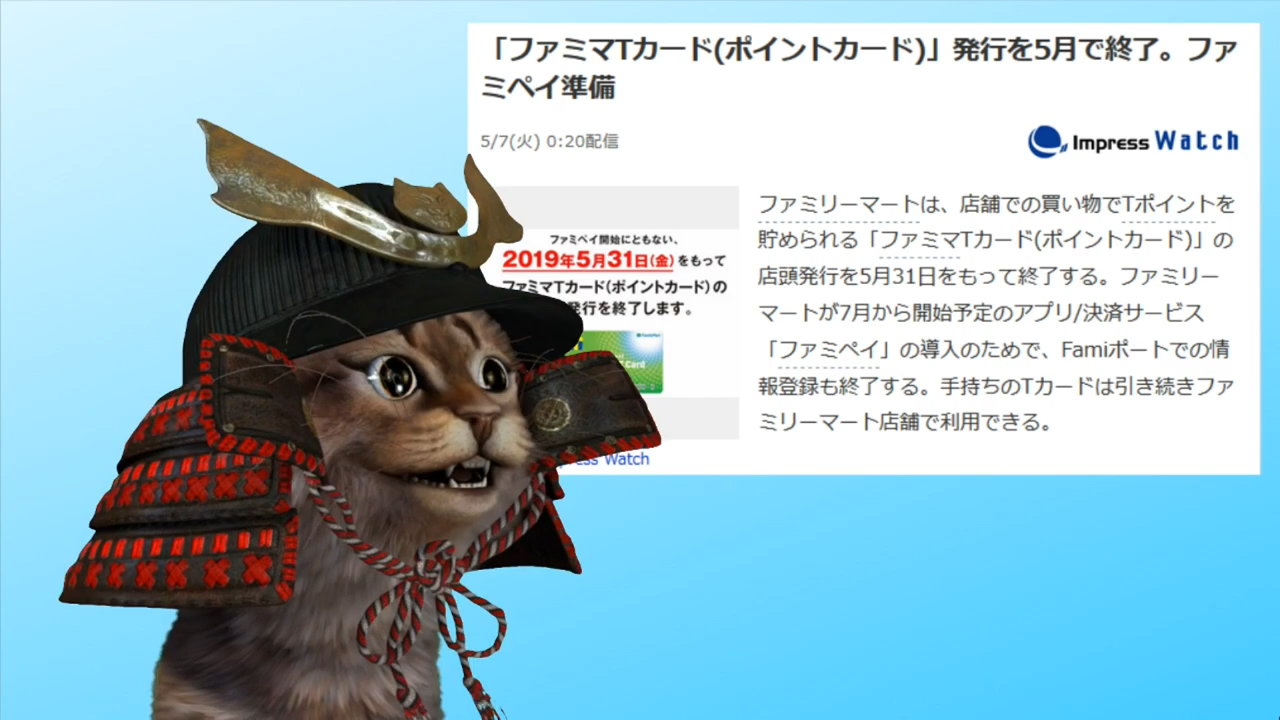 「ファミマTカード(ポイントカード)」発行を5月で終了。ファ
ミペイ準備
5/7(火) 0:20配信
Impress Watch
ファミペイ開始にともない、
2019年5月31日(金)をもって
ファミマTカード(ポイントカード)の
発行を終了します。
Card
ress Watch
ファミリーマートは、店舗での買い物でTポイントを
貯められる「ファミマTカード(ポイントカード)」の
店頭発行を5月31日をもって終了する。ファミリー
マートが7月から開始予定のアプリ/決済サービス
「ファミペイ」の導入のためで、Famiポートでの情
報登録も終了する。手持ちのTカードは引き続きファ
ミリーマート店舗で利用できる。